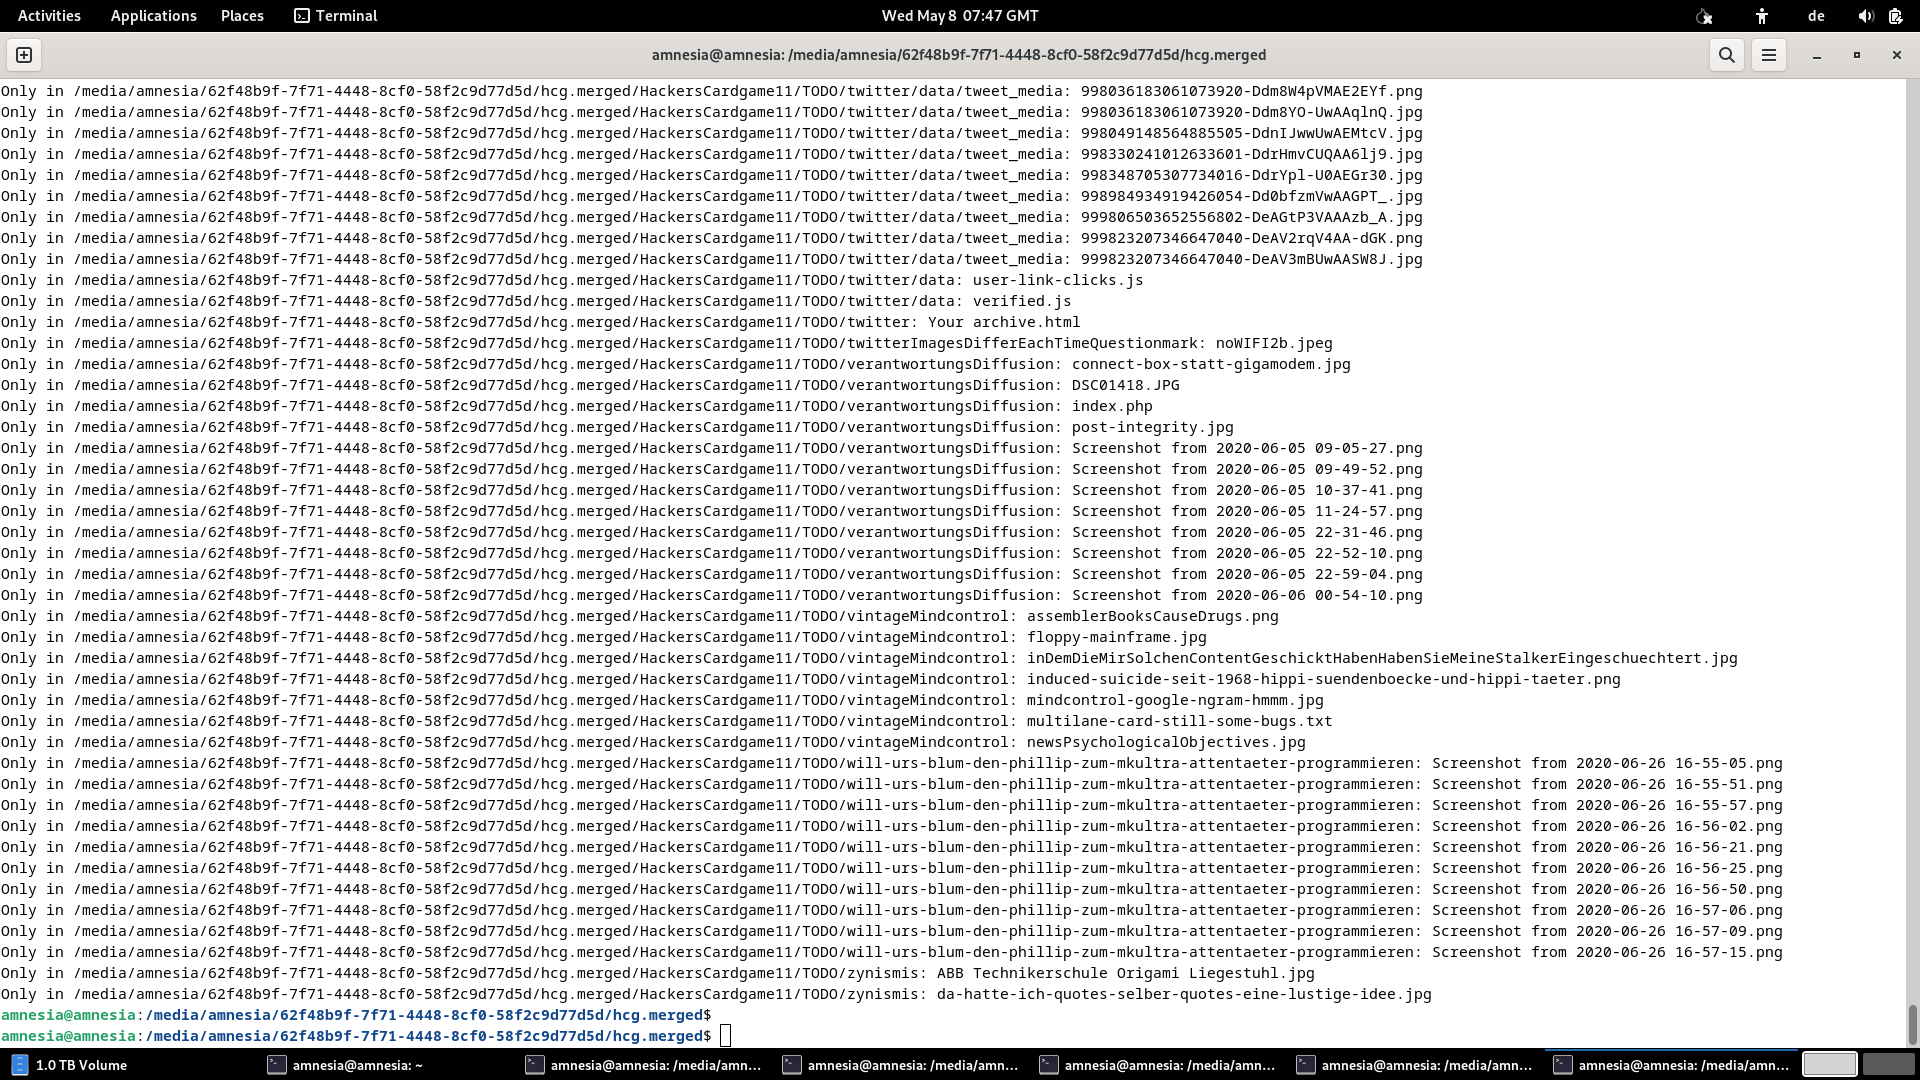 Activities Applications Places Terminal Wed May 8 07:47 GMT de
amnesia@amnesia: /media/amnesia/62f48b9f-7f71-4448-8cf0-58f2c9d77d5d/hcg.merged
Only in /media/amnesia/62f48b9f-7f71-4448-8cf0-58f2c9d77d5d/hcg.merged/HackersCardgame11/TODO/twitter/data/tweet_media: 998036183061073920-Ddm8W4pVMAE2EYf.png
Only in /media/amnesia/62f48b9f-7f71-4448-8cf0-58f2c9d77d5d/hcg.merged/HackersCardgame11/TODO/twitter/data/tweet_media: 998036183061073920-Ddm8YO-UwAAqlnQ.jpg
Only in /media/amnesia/62f48b9f-7f71-4448-8cf0-58f2c9d77d5d/hcg.merged/HackersCardgame11/TODO/twitter/data/tweet_media: 998049148564885505-DdnIJwwUwAEMtcV.jpg
Only in /media/amnesia/62f48b9f-7f71-4448-8cf0-58f2c9d77d5d/hcg.merged/HackersCardgame11/TODO/twitter/data/tweet_media: 998330241012633601-DdrHmvCUQAA6lj9.jpg
Only in /media/amnesia/62f48b9f-7f71-4448-8cf0-58f2c9d77d5d/hcg.merged/HackersCardgame11/TODO/twitter/data/tweet_media: 998348705307734016-DdrYpl-U0AEGr30.jpg
Only in /media/amnesia/62f48b9f-7f71-4448-8cf0-58f2c9d77d5d/hcg.merged/HackersCardgame11/TODO/twitter/data/tweet_media: 998984934919426054-Dd0bfzmVwAAGPT_.jpg
Only in /media/amnesia/62f48b9f-7f71-4448-8cf0-58f2c9d77d5d/hcg.merged/HackersCardgame11/TODO/twitter/data/tweet_media: 999806503652556802-DeAGtP3VAAAzb_A.jpg
Only in /media/amnesia/62f48b9f-7f71-4448-8cf0-58f2c9d77d5d/hcg.merged/HackersCardgame11/TODO/twitter/data/tweet_media: 999823207346647040-DeAV2rqV4AA-dGK.png
Only in /media/amnesia/62f48b9f-7f71-4448-8cf0-58f2c9d77d5d/hcg.merged/HackersCardgame11/TODO/twitter/data/tweet_media: 999823207346647040-DeAV3mBUwAASW8J.jpg
Only in /media/amnesia/62f48b9f-7f71-4448-8cf0-58f2c9d77d5d/hcg.merged/HackersCardgame11/TODO/twitter/data: user-link-clicks.js
Only in /media/amnesia/62f48b9f-7f71-4448-8cf0-58f2c9d77d5d/hcg.merged/HackersCardgame11/TODO/twitter/data: verified.js
Only in /media/amnesia/62f48b9f-7f71-4448-8cf0-58f2c9d77d5d/hcg.merged/HackersCardgame11/TODO/twitter: Your archive.html
Only in /media/amnesia/62f48b9f-7f71-4448-8cf0-58f2c9d77d5d/hcg.merged/HackersCardgame11/TODO/twitterImagesDifferEachTimeQuestionmark: noWIFI2b.jpeg
Only in /media/amnesia/62f48b9f-7f71-4448-8cf0-58f2c9d77d5d/hcg.merged/HackersCardgame11/TODO/verantwortungsDiffusion: connect-box-statt-gigamodem.jpg
Only in /media/amnesia/62f48b9f-7f71-4448-8cf0-58f2c9d77d5d/hcg.merged/HackersCardgame11/TODO/verantwortungsDiffusion: DSC01418.JPG
Only in /media/amnesia/62f48b9f-7f71-4448-8cf0-58f2c9d77d5d/hcg.merged/HackersCardgame11/TODO/verantwortungsDiffusion: index.php
Only in /media/amnesia/62f48b9f-7f71-4448-8cf0-58f2c9d77d5d/hcg.merged/HackersCardgame11/TODO/verantwortungsDiffusion: post-integrity.jpg
Only in /media/amnesia/62f48b9f-7f71-4448-8cf0-58f2c9d77d5d/hcg.merged/HackersCardgame11/TODO/verantwortungsDiffusion: Screenshot from 2020-06-05 09-05-27.png
Only in /media/amnesia/62f48b9f-7f71-4448-8cf0-58f2c9d77d5d/hcg.merged/HackersCardgame11/TODO/verantwortungsDiffusion: Screenshot from 2020-06-05 09-49-52.png
Only in /media/amnesia/62f48b9f-7f71-4448-8cf0-58f2c9d77d5d/hcg.merged/HackersCardgame11/TODO/verantwortungsDiffusion: Screenshot from 2020-06-05 10-37-41.png
Only in /media/amnesia/62f48b9f-7f71-4448-8cf0-58f2c9d77d5d/hcg.merged/HackersCardgame11/TODO/verantwortungsDiffusion: Screenshot from 2020-06-05 11-24-57.png
Only in /media/amnesia/62f48b9f-7f71-4448-8cf0-58f2c9d77d5d/hcg.merged/HackersCardgame11/TODO/verantwortungsDiffusion: Screenshot from 2020-06-05 22-31-46.png
Only in /media/amnesia/62f48b9f-7f71-4448-8cf0-58f2c9d77d5d/hcg.merged/HackersCardgame11/TODO/verantwortungsDiffusion: Screenshot from 2020-06-05 22-52-10.png
Only in /media/amnesia/62f48b9f-7f71-4448-8cf0-58f2c9d77d5d/hcg.merged/HackersCardgame11/TODO/verantwortungsDiffusion: Screenshot from 2020-06-05 22-59-04.png
Only in /media/amnesia/62f48b9f-7f71-4448-8cf0-58f2c9d77d5d/hcg.merged/HackersCardgame11/TODO/verantwortungsDiffusion: Screenshot from 2020-06-06 00-54-10.png
Only in /media/amnesia/62f48b9f-7f71-4448-8cf0-58f2c9d77d5d/hcg.merged/HackersCardgame11/TODO/vintageMindcontrol: assemblerBooksCauseDrugs.png
Only in /media/amnesia/62f48b9f-7f71-4448-8cf0-58f2c9d77d5d/hcg.merged/HackersCardgame11/TODO/vintageMindcontrol: floppy-mainframe.jpg
Only in /media/amnesia/62f48b9f-7f71-4448-8cf0-58f2c9d77d5d/hcg.merged/HackersCardgame11/TODO/vintageMindcontrol: inDemDieMirSolchenContentGeschicktHabenHabenSieMeineStalkerEingeschuechtert.jpg
Only in /media/amnesia/62f48b9f-7f71-4448-8cf0-58f2c9d77d5d/hcg.merged/HackersCardgame11/TODO/vintageMindcontrol: induced-suicide-seit-1968-hippi-suendenboecke-und-hippi-taeter.png
Only in /media/amnesia/62f48b9f-7f71-4448-8cf0-58f2c9d77d5d/hcg.merged/HackersCardgame11/TODO/vintageMindcontrol: mindcontrol-google-ngram-hmmm.jpg
Only in /media/amnesia/62f48b9f-7f71-4448-8cf0-58f2c9d77d5d/hcg.merged/HackersCardgame11/TODO/vintageMindcontrol: multilane-card-still-some-bugs.txt
Only in /media/amnesia/62f48b9f-7f71-4448-8cf0-58f2c9d77d5d/hcg.merged/HackersCardgame11/TODO/vintageMindcontrol: newsPsychologicalObjectives.jpg
Only in /media/amnesia/62f48b9f-7f71-4448-8cf0-58f2c9d77d5d/hcg.merged/HackersCardgame11/TODO/will-urs-blum-den-phillip-zum-mkultra-attentaeter-programmieren: Screenshot from 2020-06-26 16-55-05.png
Only in /media/amnesia/62f48b9f-7f71-4448-8cf0-58f2c9d77d5d/hcg.merged/HackersCardgame11/TODO/will-urs-blum-den-phillip-zum-mkultra-attentaeter-programmieren: Screenshot from 2020-06-26 16-55-51.png
Only in /media/amnesia/62f48b9f-7f71-4448-8cf0-58f2c9d77d5d/hcg.merged/HackersCardgame11/TODO/will-urs-blum-den-phillip-zum-mkultra-attentaeter-programmieren: Screenshot from 2020-06-26 16-55-57.png
Only in /media/amnesia/62f48b9f-7f71-4448-8cf0-58f2c9d77d5d/hcg.merged/HackersCardgame11/TODO/will-urs-blum-den-phillip-zum-mkultra-attentaeter-programmieren: Screenshot from 2020-06-26 16-56-02.png
Only in /media/amnesia/62f48b9f-7f71-4448-8cf0-58f2c9d77d5d/hcg.merged/HackersCardgame11/TODO/will-urs-blum-den-phillip-zum-mkultra-attentaeter-programmieren: Screenshot from 2020-06-26 16-56-21.png
Only in /media/amnesia/62f48b9f-7f71-4448-8cf0-58f2c9d77d5d/hcg.merged/HackersCardgame11/TODO/will-urs-blum-den-phillip-zum-mkultra-attentaeter-programmieren: Screenshot from 2020-06-26 16-56-25.png
Only in /media/amnesia/62f48b9f-7f71-4448-8cf0-58f2c9d77d5d/hcg.merged/HackersCardgame11/TODO/will-urs-blum-den-phillip-zum-mkultra-attentaeter-programmieren: Screenshot from 2020-06-26 16-56-50.png
Only in /media/amnesia/62f48b9f-7f71-4448-8cf0-58f2c9d77d5d/hcg.merged/HackersCardgame11/TODO/will-urs-blum-den-phillip-zum-mkultra-attentaeter-programmieren: Screenshot from 2020-06-26 16-57-06.png
Only in /media/amnesia/62f48b9f-7f71-4448-8cf0-58f2c9d77d5d/hcg.merged/HackersCardgame11/TODO/will-urs-blum-den-phillip-zum-mkultra-attentaeter-programmieren: Screenshot from 2020-06-26 16-57-09.png
Only in /media/amnesia/62f48b9f-7f71-4448-8cf0-58f2c9d77d5d/hcg.merged/HackersCardgame11/TODO/will-urs-blum-den-phillip-zum-mkultra-attentaeter-programmieren: Screenshot from 2020-06-26 16-57-15.png
Only in /media/amnesia/62f48b9f-7f71-4448-8cf0-58f2c9d77d5d/hcg.merged/HackersCardgame11/TODO/zynismis: ABB Technikerschule Origami Liegestuhl.jpg
Only in /media/amnesia/62f48b9f-7f71-4448-8cf0-58f2c9d77d5d/hcg.merged/HackersCardgame11/TODO/zynismis: da-hatte-ich-quotes-selber-quotes-eine-lustige-idee.jpg
amnesia@amnesia:/media/amnesia/62f48b9f-7f71-4448-8cf0-58f2c9d77d5d/hcg.merged$
amnesia@amnesia:/media/amnesia/62f48b9f-7f71-4448-8cf0-58f2c9d77d5d/hcg.merged$
1.0 TB Volume amnesia@amnesia: ~ amnesia@amnesia: /media/amn... amnesia@amnesia: /media/amn... amnesia@amnesia: /media/amn... amnesia@amnesia: /media/amn... amnesia@amnesia: /media/amn...